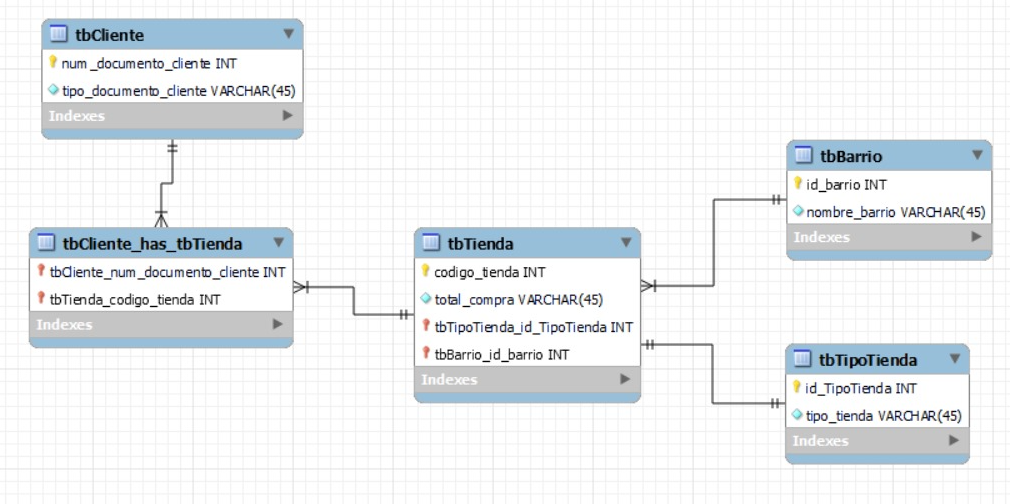 tbCliente
num_documento_cliente INT
tipo_documento_cliente VARCHAR(45)
Indexes
tbCliente_has_tbTienda
tbCliente_num_documento_cliente INT
tbTienda_codigo_tienda INT
Indexes
tbTienda
codigo_tienda INT
total_compra VARCHAR(45)
tbTipoTienda_id_TipoTienda INT
tbBarrio_id_barrio INT
Indexes
tbBarrio
id_barrio INT
nombre_barrio VARCHAR(45)
Indexes
tbTipoTienda
id_TipoTienda INT
tipo_tienda VARCHAR(45)
Indexes